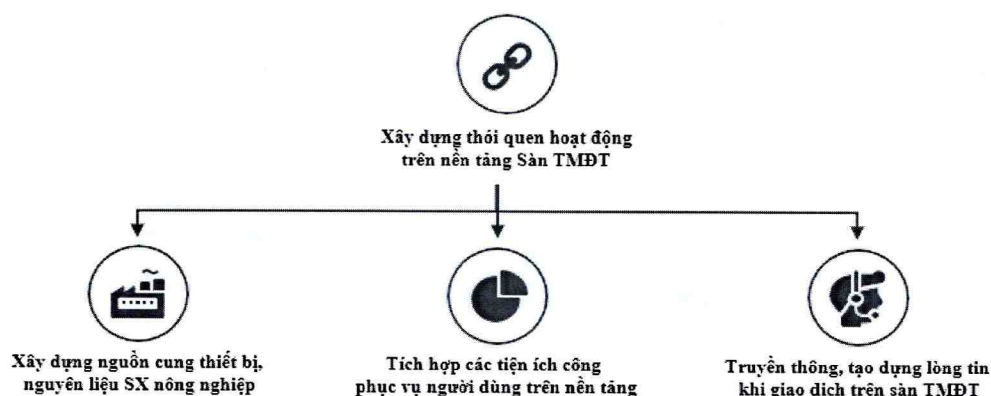 Xây dựng thói quen hoạt động
trên nền tảng Sàn TMĐT
Xây dựng nguồn cung thiết bị,
nguyên liệu SX nông nghiệp
Tích hợp các tiện ích công
phục vụ người dùng trên nền tảng
Truyền thông, tạo dựng lòng tin
khi giao dịch trên sàn TMĐT